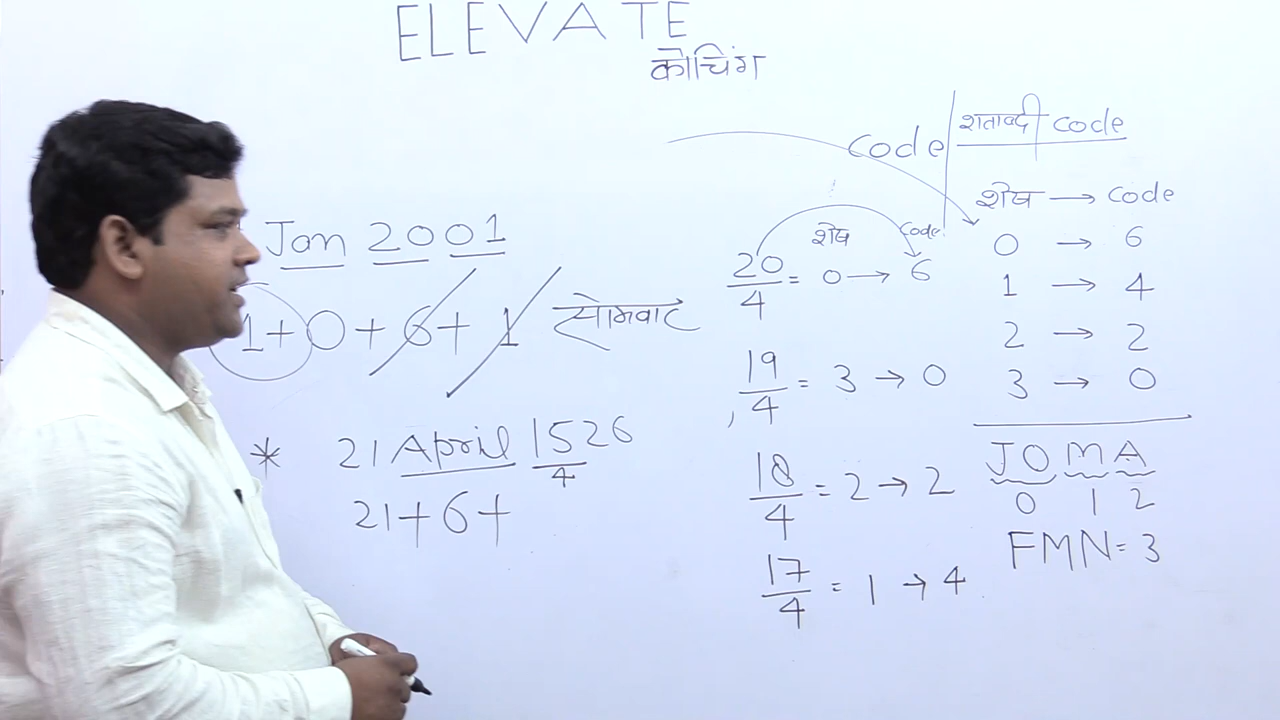 ELEVATE
कोचिंग
Jan 2001
1+0+6+1 सोमवार
* 21 April 1526/4
21+6+
code
शताब्दी code
शेष code
20/4 = 0 → 6
19/4 = 3 → 0
18/4 = 2 → 2
17/4 = 1 → 4
शेष → code
0 → 6
1 → 4
2 → 2
3 → 0
JOMA
0 1 2
FMN=3